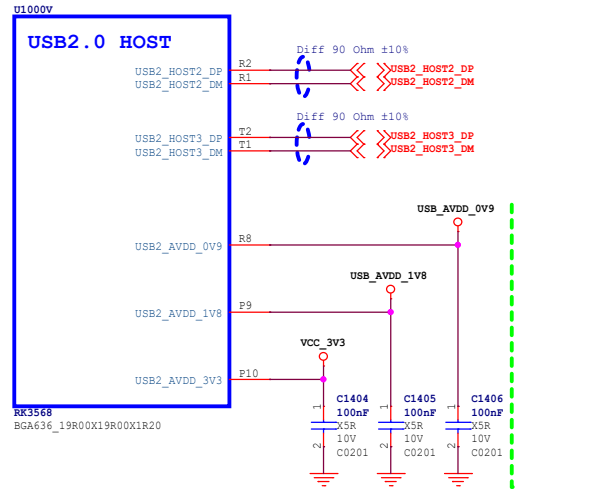 U1000V
USB2.0 HOST
Diff 90 Ohm ±10%
USB2_HOST2_DP R2 USB2_HOST2_DP
USB2_HOST2_DM R1 USB2_HOST2_DM
Diff 90 Ohm ±10%
USB2_HOST3_DP T2 USB2_HOST3_DP
USB2_HOST3_DM T1 USB2_HOST3_DM
USB_AVDD_0V9
USB2_AVDD_0V9 R8
USB_AVDD_1V8
USB2_AVDD_1V8 P9
VCC_3V3
USB2_AVDD_3V3 P10
RK3568
BGA636_19R00X19R00X1R20
1
C1404
100nF
X5R
10V
C0201
2
1
C1405
100nF
X5R
10V
C0201
2
1
C1406
100nF
X5R
10V
C0201
2